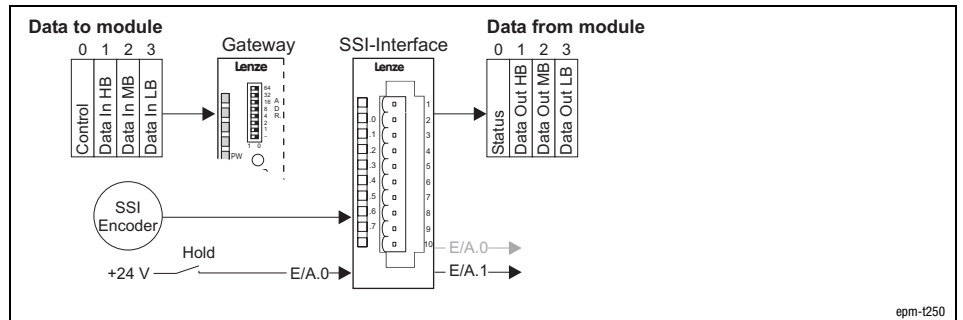 Data to module
0 1 2 3
Control
Data In HB
Data In MB
Data In LB
Gateway
Lenze
64
32
16
8
4
2
1
–
A
D
R.
1 0
PW
SSI-Interface
Lenze
.0
.1
.2
.3
.4
.5
.6
.7
1
2
3
4
5
6
7
8
9
10
Data from module
0 1 2 3
Status
Data Out HB
Data Out MB
Data Out LB
SSI
Encoder
Hold
+24 V
E/A.0
E/A.0
E/A.1
epm-t250